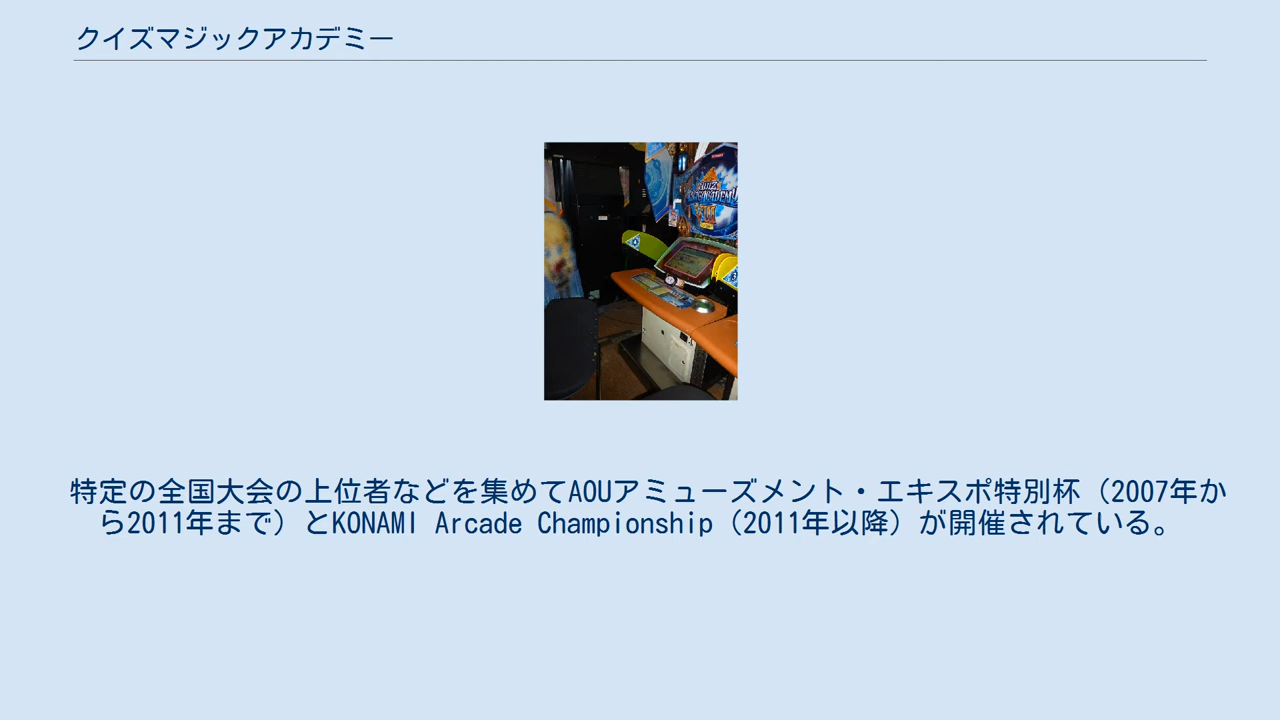 クイズマジックアカデミー
特定の全国大会の上位者などを集めてAOUアミューズメント・エキスポ特別杯（2007年か
ら2011年まで）とKONAMI Arcade Championship（2011年以降）が開催されている。